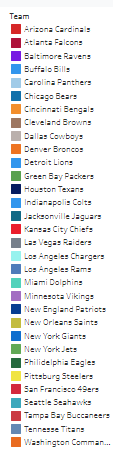 Team
Arizona Cardinals
Atlanta Falcons
Baltimore Ravens
Buffalo Bills
Carolina Panthers
Chicago Bears
Cincinnati Bengals
Cleveland Browns
Dallas Cowboys
Denver Broncos
Detroit Lions
Green Bay Packers
Houston Texans
Indianapolis Colts
Jacksonville Jaguars
Kansas City Chiefs
Las Vegas Raiders
Los Angeles Chargers
Los Angeles Rams
Miami Dolphins
Minnesota Vikings
New England Patriots
New Orleans Saints
New York Giants
New York Jets
Philidelphia Eagles
Pittsburg Steelers
San Francisco 49ers
Seattle Seahawks
Tampa Bay Buccaneers
Tennessee Titans
Washington Comman...